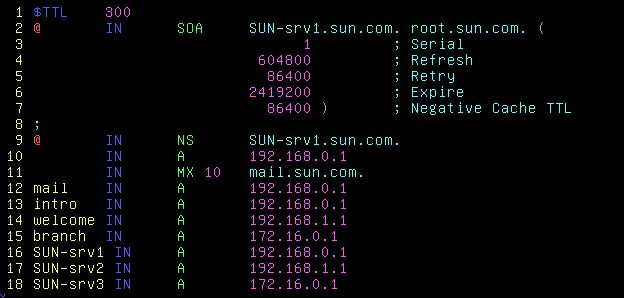 1 $TTL 300
2 @ IN SOA SUN-srv1.sun.com. root.sun.com. (
3 1 ; Serial
4 604800 ; Refresh
5 86400 ; Retry
6 2419200 ; Expire
7 86400 ) ; Negative Cache TTL
8 ;
9 @ IN NS SUN-srv1.sun.com.
10 IN A 192.168.0.1
11 IN MX 10 mail.sun.com.
12 mail IN A 192.168.0.1
13 intro IN A 192.168.0.1
14 welcome IN A 192.168.1.1
15 branch IN A 172.16.0.1
16 SUN-srv1 IN A 192.168.0.1
17 SUN-srv2 IN A 192.168.1.1
18 SUN-srv3 IN A 172.16.0.1